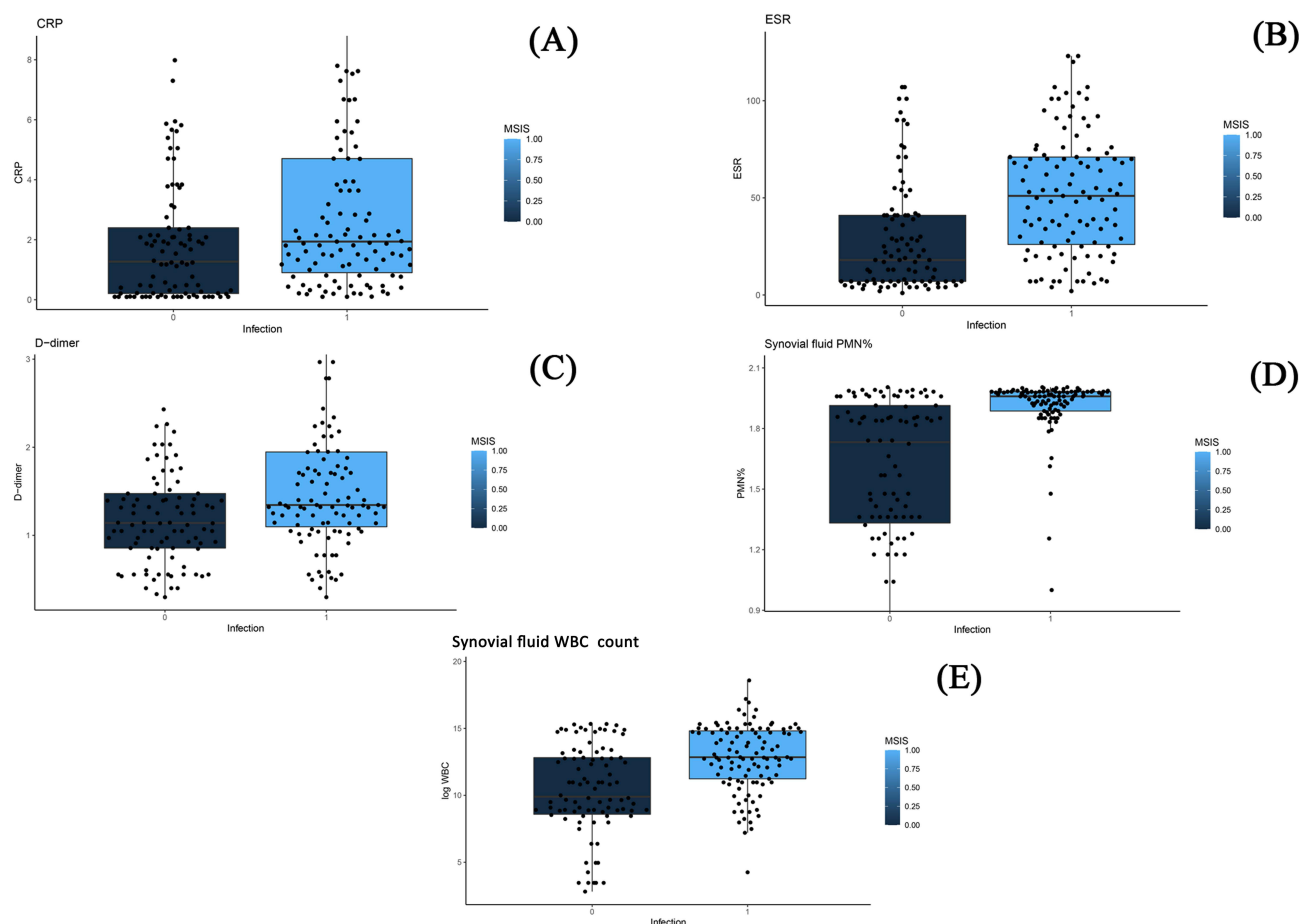 CRP
(A)
8
6
4
2
0
CRP
0
1
Infection
MSIS
1.00
0.75
0.50
0.25
0.00
ESR
(B)
100
50
0
ESR
0
1
Infection
MSIS
1.00
0.75
0.50
0.25
0.00
D−dimer
(C)
3
2
1
D−dimer
0
1
Infection
MSIS
1.00
0.75
0.50
0.25
0.00
Synovial fluid PMN%
(D)
2.1
1.8
1.5
1.2
0.9
PMN%
0
1
Infection
MSIS
1.00
0.75
0.50
0.25
0.00
Synovial fluid WBC count
(E)
20
15
10
5
log WBC
0
1
Infection
MSIS
1.00
0.75
0.50
0.25
0.00